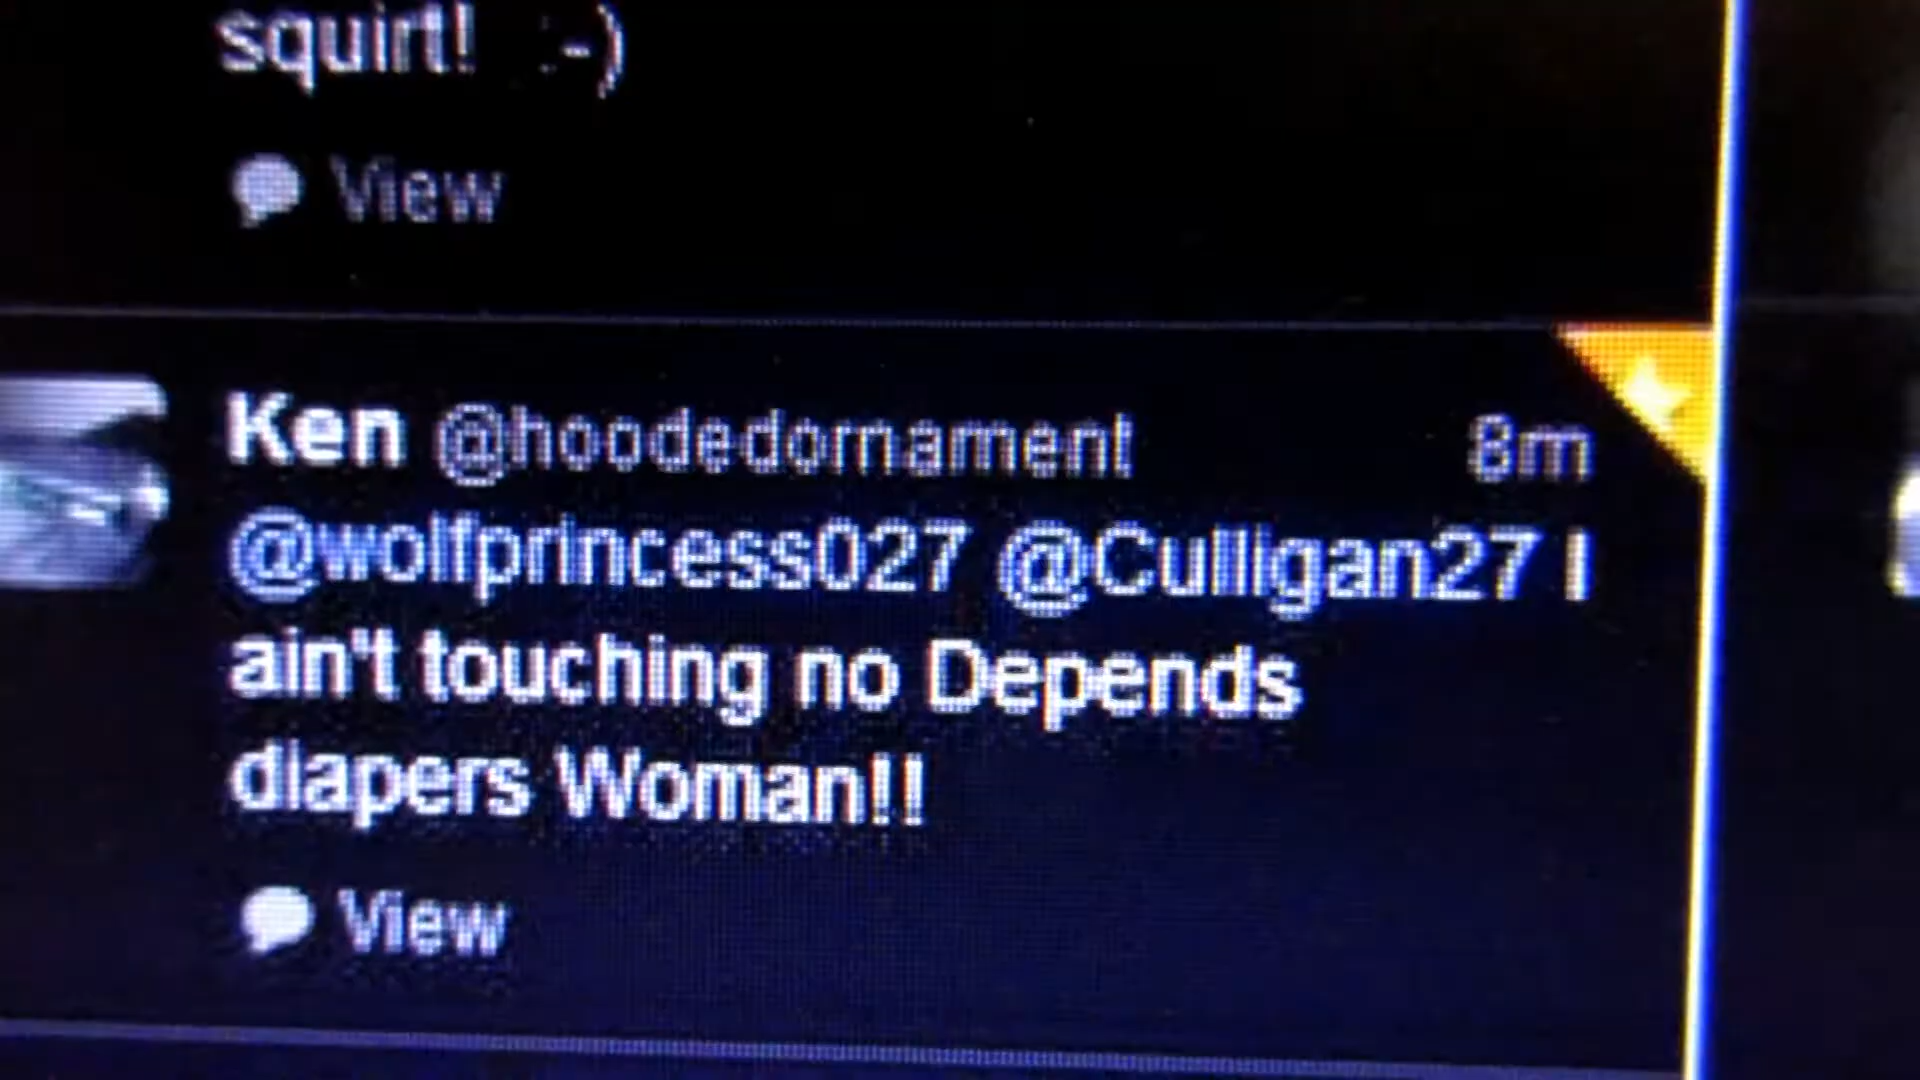 squirt! :-)
View
Ken @hoodedornament 8m
@wolfprincess027 @Culligan27 I
ain't touching no Depends
diapers Woman!!
View